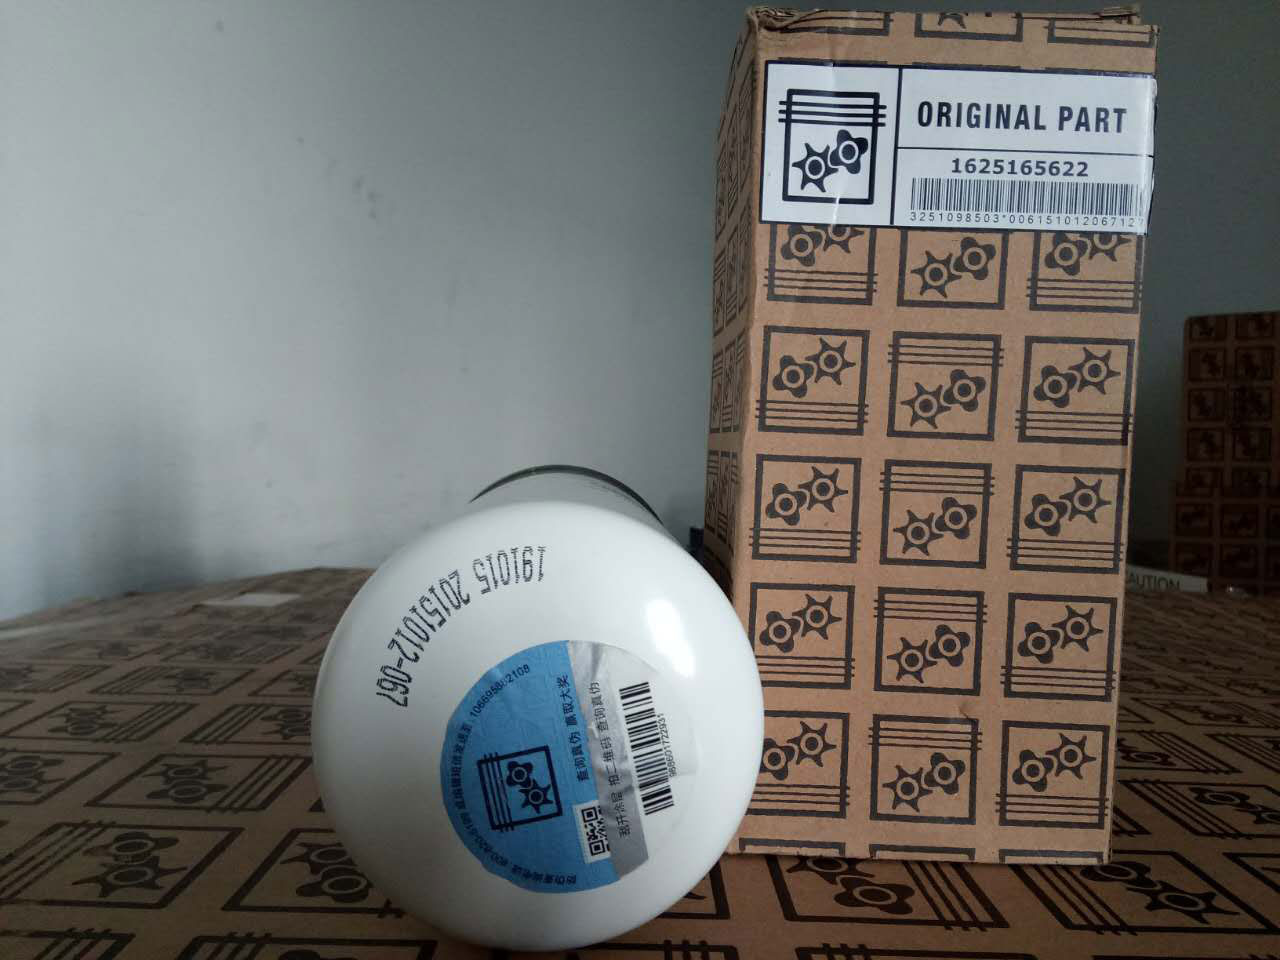 ORIGINAL PART
1625165622
3251098503*006151012067127
191015 20151012-067
查询真伪 赢取大奖
刮开涂层 扫二维码 查询真伪
CAUTION